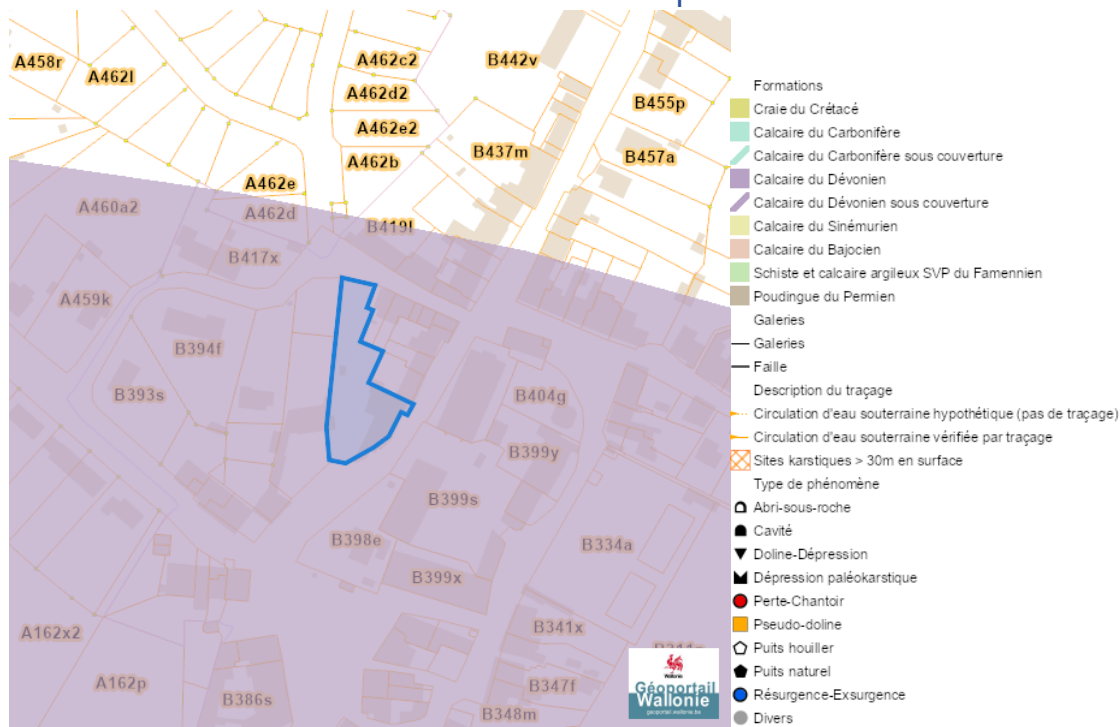 A458r
A462l
A462c2
A462d2
A462e2
A462b
A462e
B442v
B455p
B437m
B457a
A460a2
A462d
B419l
B417x
A459k
B394f
B393s
B404g
B399y
B399s
B398e
B334a
B399x
A162x2
B341x
A162p
B386s
B347f
B348m
Wallonie
Géoportail
Wallonie
geoportail.wallonie.be
Formations
Craie du Crétacé
Calcaire du Carbonifère
Calcaire du Carbonifère sous couverture
Calcaire du Dévonien
Calcaire du Dévonien sous couverture
Calcaire du Sinémurien
Calcaire du Bajocien
Schiste et calcaire argileux SVP du Famennien
Poudingue du Permien
Galeries
Galeries
Faille
Description du traçage
Circulation d'eau souterraine hypothétique (pas de traçage)
Circulation d'eau souterraine vérifiée par traçage
Sites karstiques > 30m en surface
Type de phénomène
Abri-sous-roche
Cavité
Doline-Dépression
Dépression paléokarstique
Perte-Chantoir
Pseudo-doline
Puits houiller
Puits naturel
Résurgence-Exsurgence
Divers